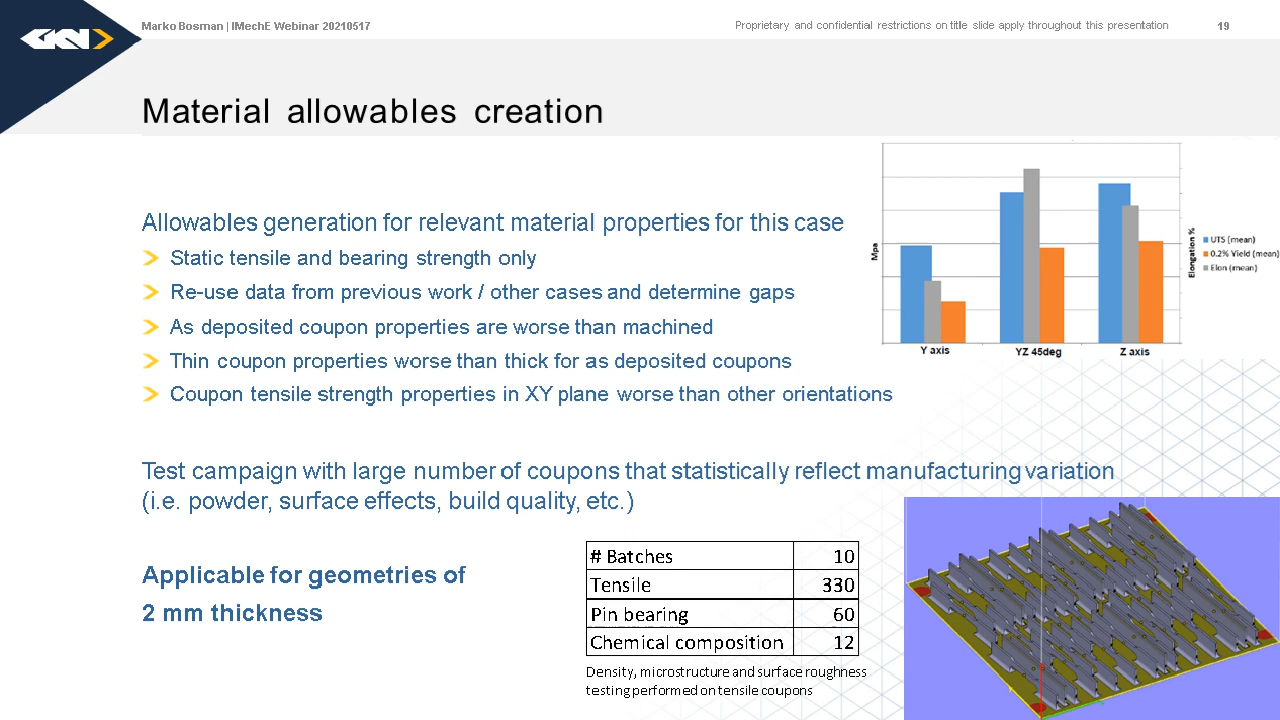 Marko Bosman | IMechE Webinar 20210517
Proprietary and confidential restrictions on title slide apply throughout this presentation
19
GKN
Material allowables creation
Allowables generation for relevant material properties for this case
Static tensile and bearing strength only
Re-use data from previous work / other cases and determine gaps
As deposited coupon properties are worse than machined
Thin coupon properties worse than thick for as deposited coupons
Coupon tensile strength properties in XY plane worse than other orientations
Mpa
Elongation %
UTS (mean)
0.2% Yield (mean)
Elon (mean)
Y axis
YZ 45deg
Z axis
Test campaign with large number of coupons that statistically reflect manufacturing variation
(i.e. powder, surface effects, build quality, etc.)
Applicable for geometries of
2 mm thickness
# Batches 10
Tensile 330
Pin bearing 60
Chemical composition 12
Density, microstructure and surface roughness
testing performed on tensile coupons